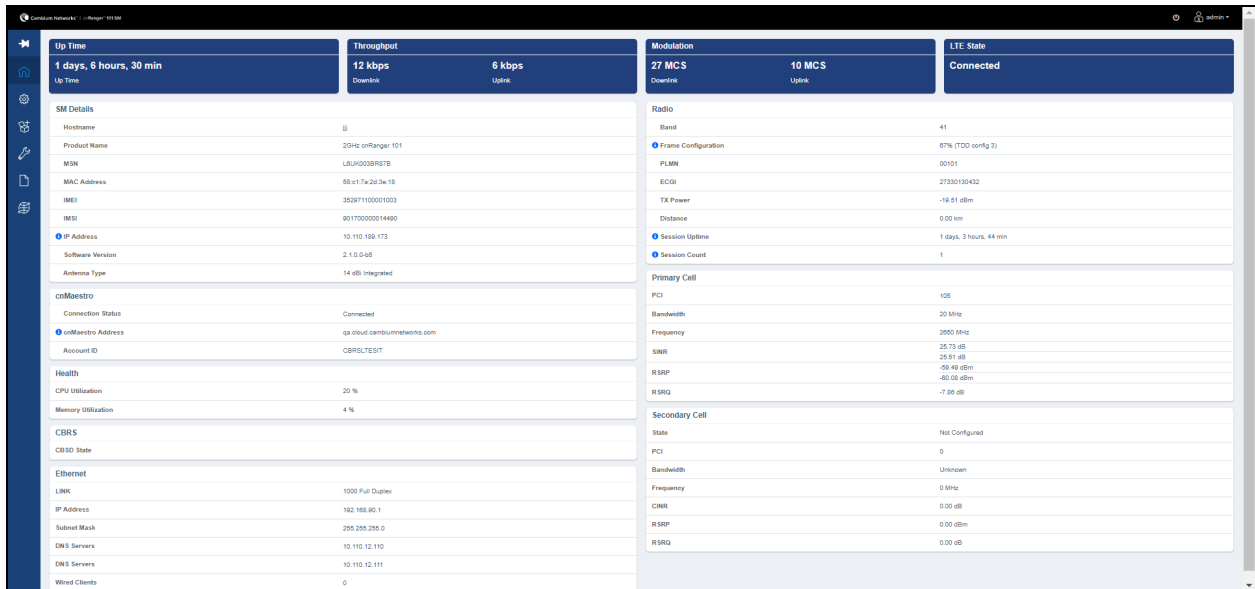 Cambium Networks™ | cnRanger™ 101 SM
admin
Up Time
1 days, 6 hours, 30 min
Up Time
Throughput
12 kbps 6 kbps
Downlink Uplink
Modulation
27 MCS 10 MCS
Downlink Uplink
LTE State
Connected
SM Details
Hostname jjj
Product Name 2GHz cnRanger 101
MSN L6UK003BR87B
MAC Address 58:c1:7a:2d:3e:18
IMEI 352971100001003
IMSI 901700000014490
IP Address 10.110.189.173
Software Version 2.1.0.0-b5
Antenna Type 14 dBi Integrated
cnMaestro
Connection Status Connected
cnMaestro Address qa.cloud.cambiumnetworks.com
Account ID CBRSLTESIT
Health
CPU Utilization 20 %
Memory Utilization 4 %
CBRS
CBSD State
Ethernet
LINK 1000 Full Duplex
IP Address 192.168.90.1
Subnet Mask 255.255.255.0
DNS Servers 10.110.12.110
DNS Servers 10.110.12.111
Wired Clients 0
Radio
Band 41
Frame Configuration 67% (TDD config 3)
PLMN 00101
ECGI 27330130432
TX Power -19.51 dBm
Distance 0.00 km
Session Uptime 1 days, 3 hours, 44 min
Session Count 1
Primary Cell
PCI 105
Bandwidth 20 MHz
Frequency 2650 MHz
SINR 25.73 dB
25.51 dB
RSRP -59.49 dBm
-60.08 dBm
RSRQ -7.86 dB
Secondary Cell
State Not Configured
PCI 0
Bandwidth Unknown
Frequency 0 MHz
CINR 0.00 dB
RSRP 0.00 dBm
RSRQ 0.00 dB